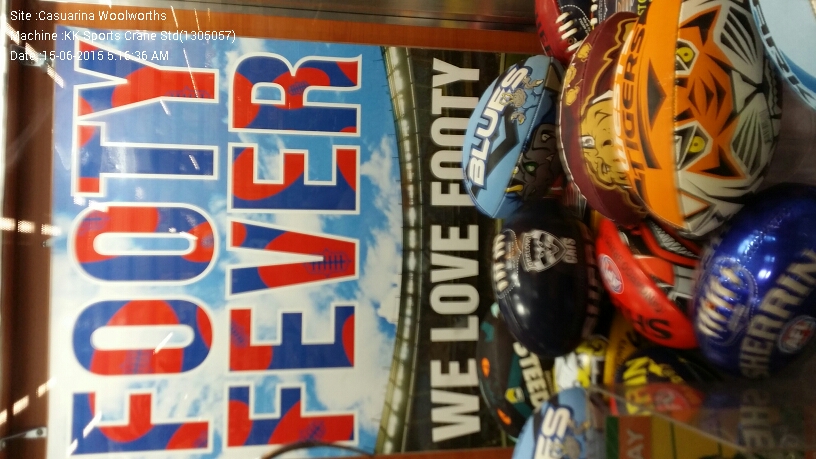 Site :Casuarina Woolworths
Machine :KK Sports Crane Std(1305057)
Date :15-06-2015 5:16:36 AM
FOOTY
FEVER
WE LOVE FOOTY
BLUES
TIGERS
SHERRIN